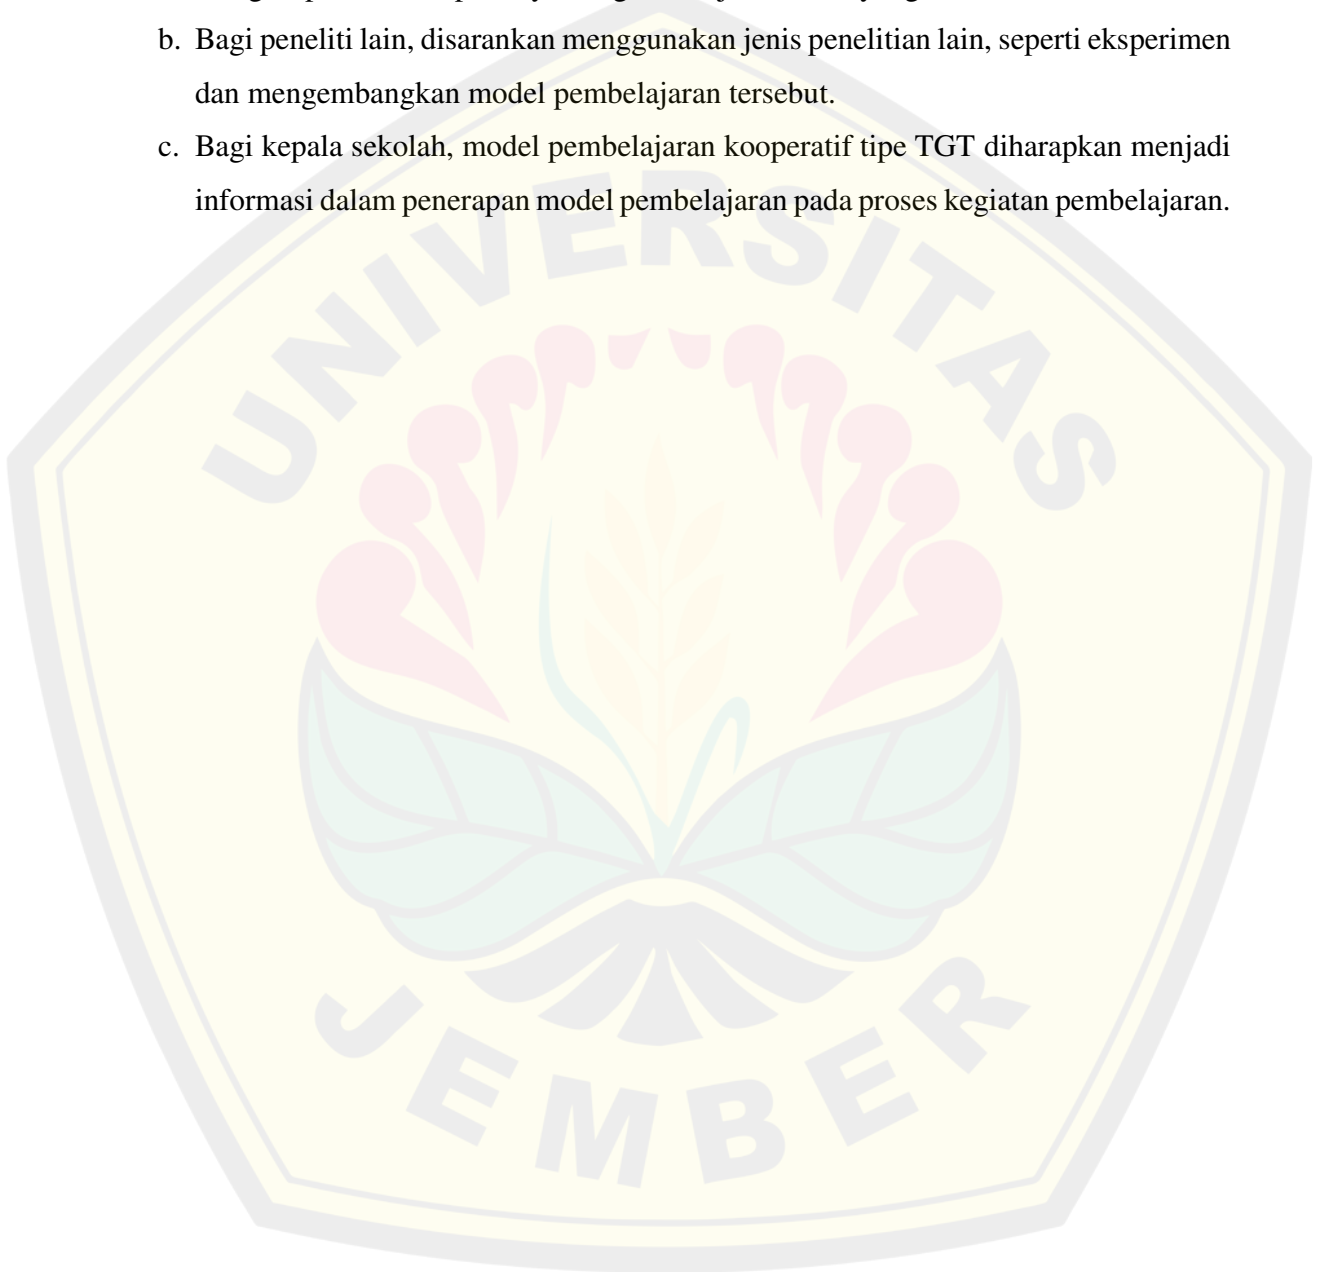 b. Bagi peneliti lain, disarankan menggunakan jenis penelitian lain, seperti eksperimen
dan mengembangkan model pembelajaran tersebut.
c. Bagi kepala sekolah, model pembelajaran kooperatif tipe TGT diharapkan menjadi
informasi dalam penerapan model pembelajaran pada proses kegiatan pembelajaran.
UNIVERSITAS
JEMBER